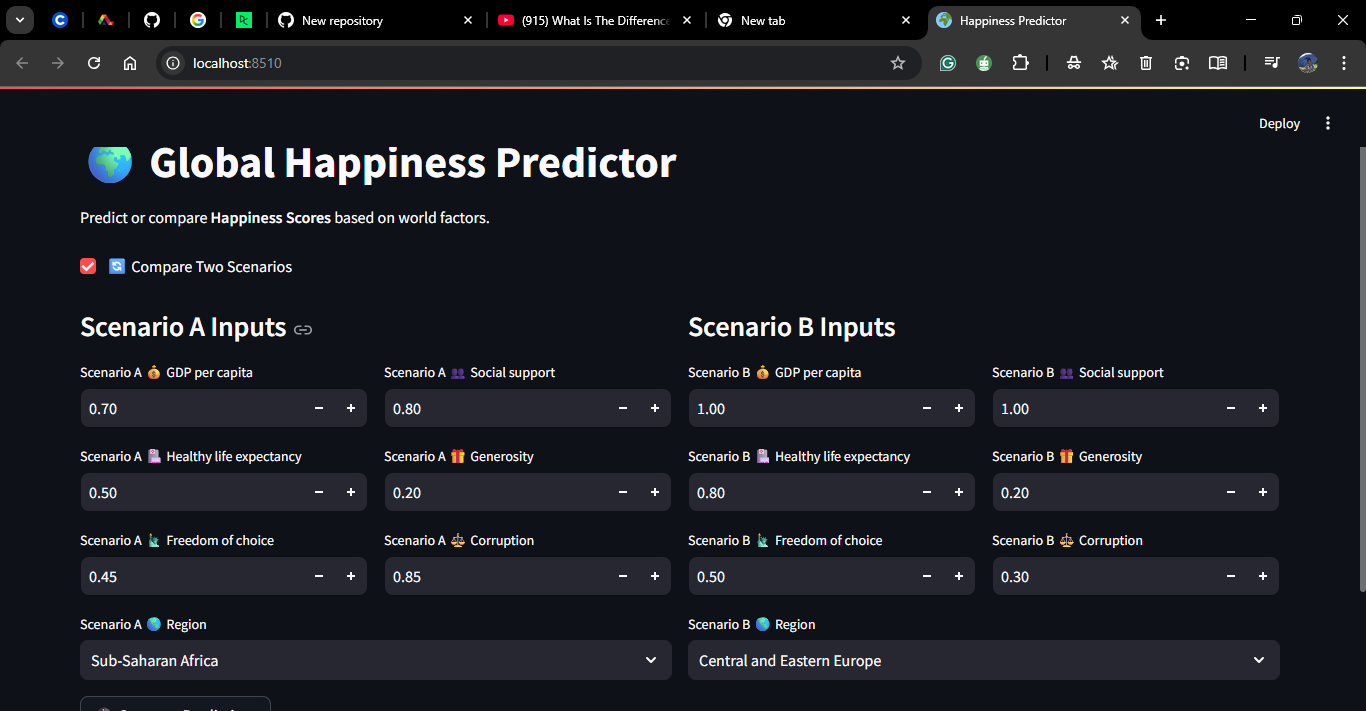 New repository
(915) What Is The Difference
New tab
Happiness Predictor
localhost:8510
Deploy
Global Happiness Predictor
Predict or compare Happiness Scores based on world factors.
Compare Two Scenarios
Scenario A Inputs
Scenario B Inputs
Scenario A 💰 GDP per capita
Scenario A 👥 Social support
Scenario B 💰 GDP per capita
Scenario B 👥 Social support
0.70
0.80
1.00
1.00
Scenario A 🏥 Healthy life expectancy
Scenario A 🎁 Generosity
Scenario B 🏥 Healthy life expectancy
Scenario B 🎁 Generosity
0.50
0.20
0.80
0.20
Scenario A 🗽 Freedom of choice
Scenario A ⚖️ Corruption
Scenario B 🗽 Freedom of choice
Scenario B ⚖️ Corruption
0.45
0.85
0.50
0.30
Scenario A 🌍 Region
Scenario B 🌍 Region
Sub-Saharan Africa
Central and Eastern Europe